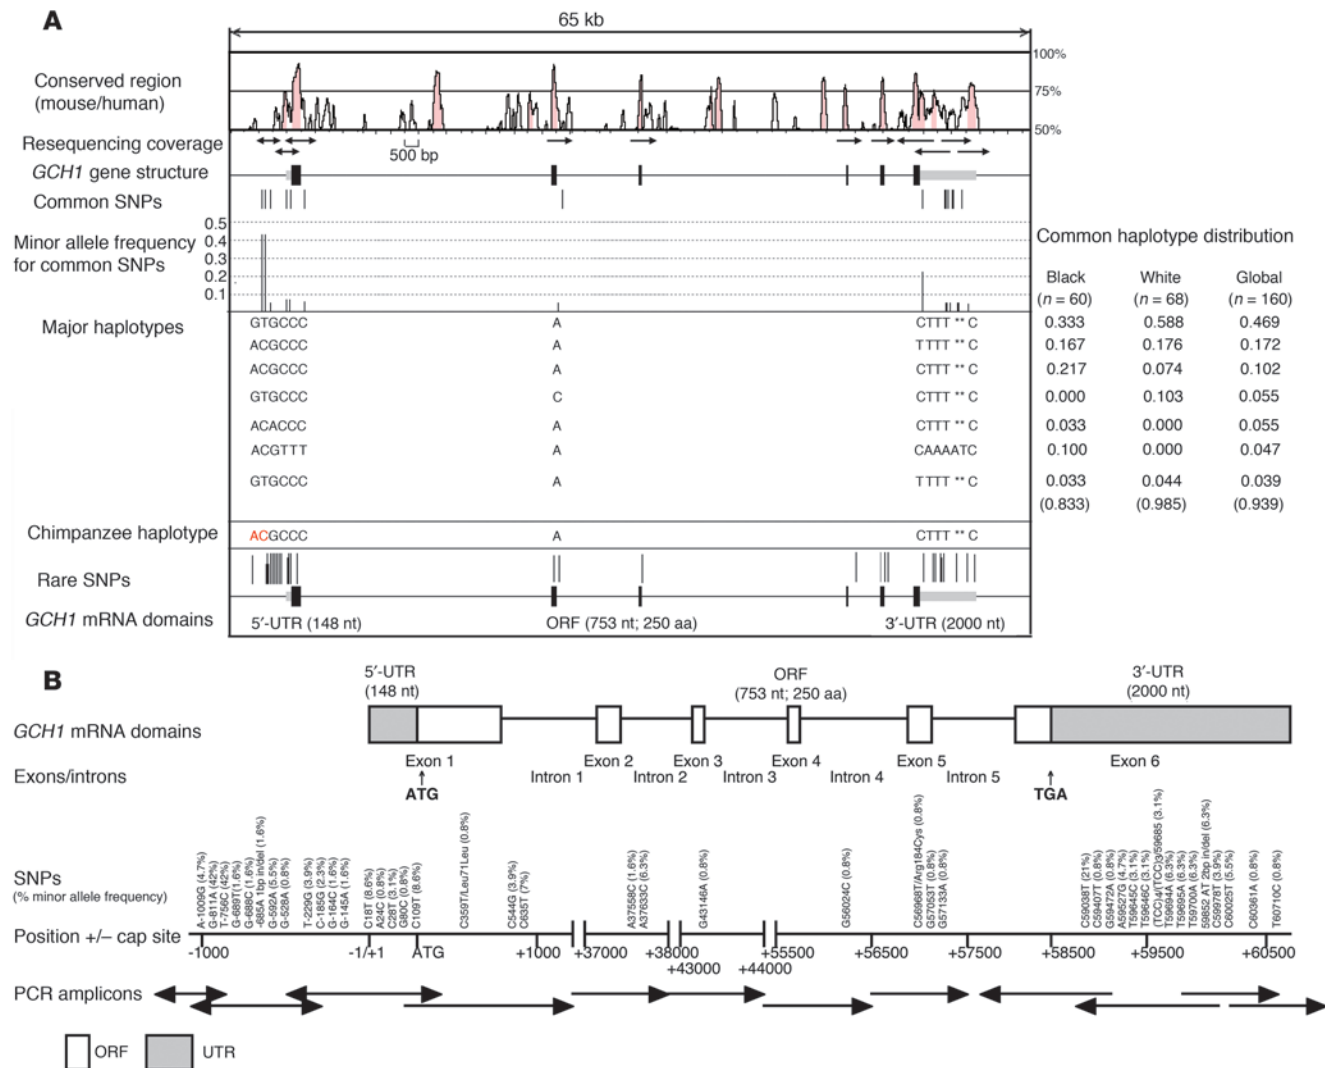 A
65 kb
Conserved region
(mouse/human)
100%
75%
50%
Resequencing coverage
500 bp
GCH1 gene structure
Common SNPs
Minor allele frequency
for common SNPs
0.5
0.4
0.3
0.2
0.1
Common haplotype distribution
Black White Global
(n = 60) (n = 68) (n = 160)
Major haplotypes
GTGCCC A CTTT ** C 0.333 0.588 0.469
ACGCCC A TTTT ** C 0.167 0.176 0.172
ACGCCC A CTTT ** C 0.217 0.074 0.102
GTGCCC C CTTT ** C 0.000 0.103 0.055
ACACCC A CTTT ** C 0.033 0.000 0.055
ACGTTT A CAAAATC 0.100 0.000 0.047
GTGCCC A TTTT ** C 0.033 0.044 0.039
(0.833) (0.985) (0.939)
Chimpanzee haplotype ACGCCC A CTTT ** C
Rare SNPs
GCH1 mRNA domains
5′-UTR (148 nt) ORF (753 nt; 250 aa) 3′-UTR (2000 nt)
B
5′-UTR
(148 nt)
ORF
(753 nt; 250 aa)
3′-UTR
(2000 nt)
GCH1 mRNA domains
Exons/introns
Exon 1 Exon 2 Exon 3 Exon 4 Exon 5 Exon 6
Intron 1 Intron 2 Intron 3 Intron 4 Intron 5
ATG TGA
SNPs
(% minor allele frequency)
A-1009G (4.7%)
G-811A (42%)
T-756C (42%)
G-689T(1.6%)
G-688C (1.6%)
-685A 1bp in/del (1.6%)
G-592A (5.5%)
G-528A (0.8%)
T-229G (3.9%)
C-185G (2.3%)
G-164C (1.6%)
G-145A (1.6%)
C18T (8.6%)
A24C (0.8%)
C28T (3.1%)
G80C (0.8%)
C109T (8.6%)
C359T/Leu71Leu (0.8%)
C544G (3.9%)
C635T (7%)
A37558C (1.6%)
A37633C (6.3%)
G43146A (0.8%)
G56024C (0.8%)
C56968T/Arg184Cys (0.8%)
G57053T (0.8%)
G57133A (0.8%)
C59038T (21%)
C59407T (0.8%)
G59472A (0.8%)
A59527G (4.7%)
T59645C (3.1%)
T59646C (3.1%)
(TCC)4/(TCC)3/59685 (3.1%)
T59694A (6.3%)
T59695A (6.3%)
T59700A (6.3%)
59852 AT 2bp in/del (6.3%)
C59978T (3.9%)
C60025T (5.5%)
C60361A (0.8%)
T60710C (0.8%)
Position +/– cap site
-1000 -1/+1 ATG +1000 +37000 +38000 +55500 +56500 +57500 +58500 +59500 +60500
+43000 +44000
PCR amplicons
ORF UTR